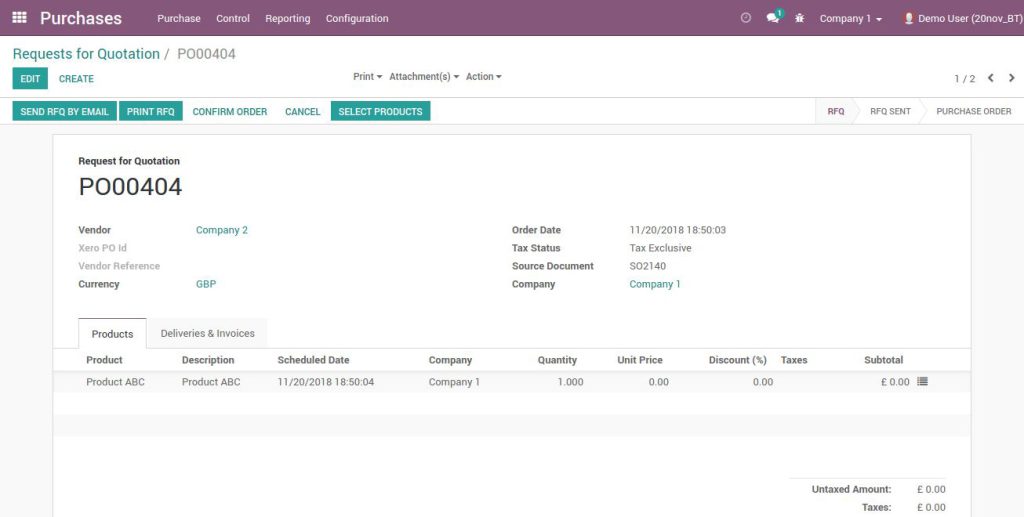 Purchases Purchase Control Reporting Configuration 1 Company 1 Demo User (20nov_BT)
Requests for Quotation / PO00404
EDIT CREATE Print Attachment(s) Action 1 / 2
SEND RFQ BY EMAIL PRINT RFQ CONFIRM ORDER CANCEL SELECT PRODUCTS RFQ RFQ SENT PURCHASE ORDER
Request for Quotation
PO00404
Vendor Company 2 Order Date 11/20/2018 18:50:03
Xero PO Id Tax Status Tax Exclusive
Vendor Reference Source Document SO2140
Currency GBP Company Company 1
Products Deliveries & Invoices
Product Description Scheduled Date Company Quantity Unit Price Discount (%) Taxes Subtotal
Product ABC Product ABC 11/20/2018 18:50:04 Company 1 1.000 0.00 0.00 £ 0.00
Untaxed Amount: £ 0.00
Taxes: £ 0.00